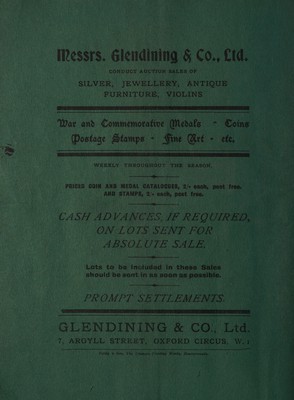 Messrs. Glendining & Co., Ltd.
CONDUCT AUCTION SALES OF
SILVER, JEWELLERY, ANTIQUE
FURNITURE, VIOLINS
War and Commemorative Medals - Coins
Postage Stamps - Fine Art - etc.
WEEKLY THROUGHOUT THE SEASON.
PRICED COIN AND MEDAL CATALOGUES, each, post free.
AND STAMPS, each, post free.
CASH ADVANCES, IF REQUIRED,
ON LOTS SENT FOR
ABSOLUTE SALE.
Lots to be included in these Sales
should be sent in as soon as possible.
PROMPT SETTLEMENTS.
GLENDINING & CO., Ltd.
7, ARGYLL STREET, OXFORD CIRCUS, W.1